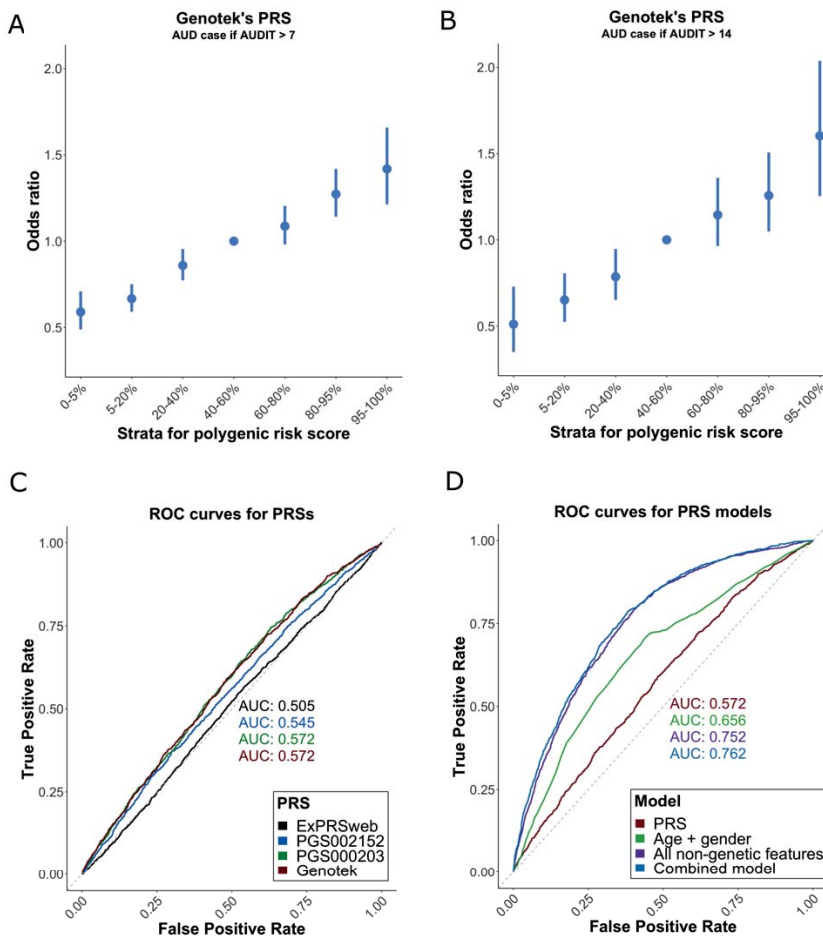 A
Genotek's PRS
AUD case if AUDIT > 7
2.0
1.5
1.0
0.5
Odds ratio
0-5%
5-20%
20-40%
40-60%
60-80%
80-95%
95-100%
Strata for polygenic risk score
B
Genotek's PRS
AUD case if AUDIT > 14
2.0
1.5
1.0
0.5
Odds ratio
0-5%
5-20%
20-40%
40-60%
60-80%
80-95%
95-100%
Strata for polygenic risk score
C
ROC curves for PRSs
1.00
0.75
0.50
0.25
0.00
True Positive Rate
AUC: 0.505
AUC: 0.545
AUC: 0.572
AUC: 0.572
PRS
ExPRSweb
PGS002152
PGS000203
Genotek
0.00
0.25
0.50
0.75
1.00
False Positive Rate
D
ROC curves for PRS models
1.00
0.75
0.50
0.25
0.00
True Positive Rate
AUC: 0.572
AUC: 0.656
AUC: 0.752
AUC: 0.762
Model
PRS
Age + gender
All non-genetic features
Combined model
0.00
0.25
0.50
0.75
1.00
False Positive Rate